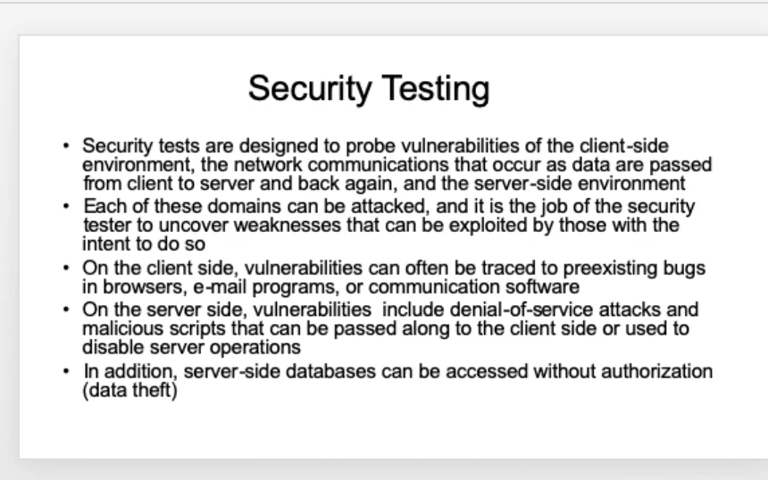 Security Testing
• Security tests are designed to probe vulnerabilities of the client-side
environment, the network communications that occur as data are passed
from client to server and back again, and the server-side environment
• Each of these domains can be attacked, and it is the job of the security
tester to uncover weaknesses that can be exploited by those with the
intent to do so
• On the client side, vulnerabilities can often be traced to preexisting bugs
in browsers, e-mail programs, or communication software
• On the server side, vulnerabilities  include denial-of-service attacks and
malicious scripts that can be passed along to the client side or used to
disable server operations
• In addition, server-side databases can be accessed without authorization
(data theft)